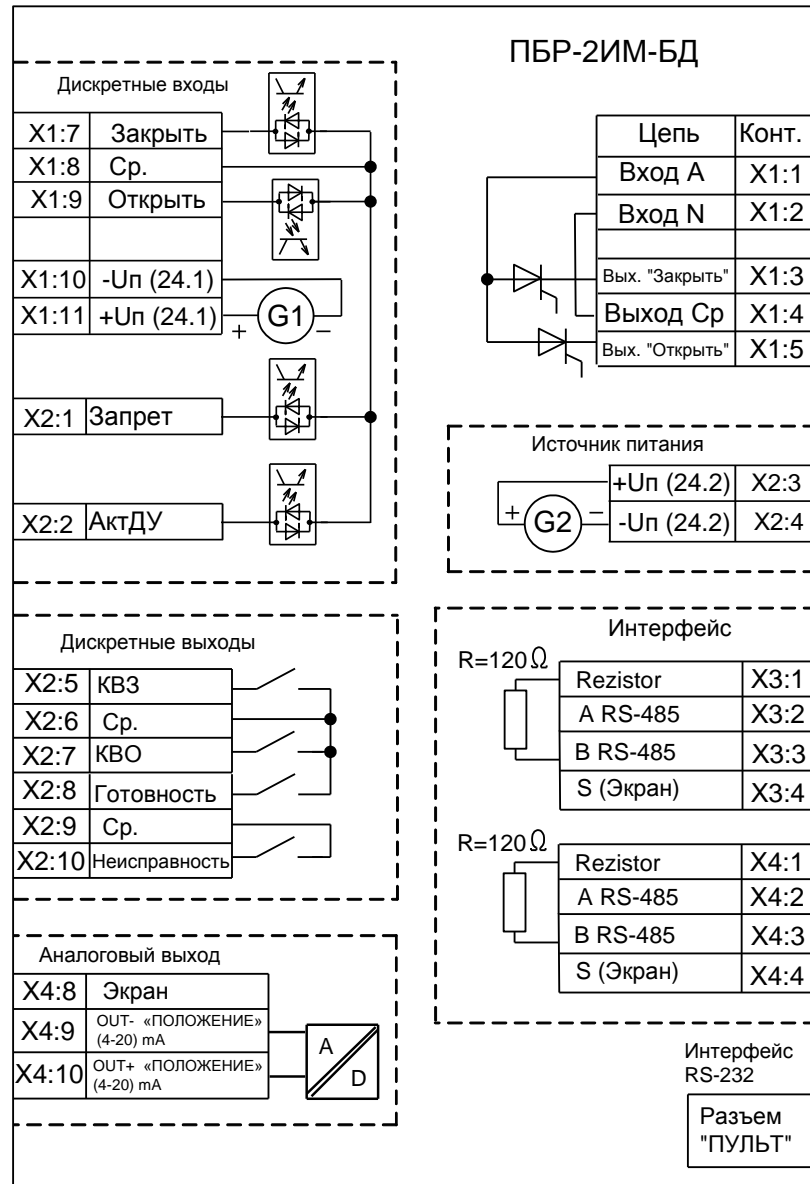 ПБР-2ИМ-БД
Дискретные входы
X1:7 Закрыть
X1:8 Ср.
X1:9 Открыть
X1:10 -Uп (24.1)
X1:11 +Uп (24.1)
+ G1 −
X2:1 Запрет
X2:2 АктДУ
Цепь Конт.
Вход А X1:1
Вход N X1:2
Вых. "Закрыть" X1:3
Выход Ср X1:4
Вых. "Открыть" X1:5
Источник питания
+Uп (24.2) X2:3
-Uп (24.2) X2:4
+ G2 −
Дискретные выходы
X2:5 КВЗ
X2:6 Ср.
X2:7 КВО
X2:8 Готовность
X2:9 Ср.
X2:10 Неисправность
Интерфейс
R=120 Ω
Rezistor X3:1
A RS-485 X3:2
B RS-485 X3:3
S (Экран) X3:4
R=120 Ω
Rezistor X4:1
A RS-485 X4:2
B RS-485 X4:3
S (Экран) X4:4
Аналоговый выход
X4:8 Экран
X4:9 OUT- «ПОЛОЖЕНИЕ»
(4-20) mA
X4:10 OUT+ «ПОЛОЖЕНИЕ»
(4-20) mA
A
D
Интерфейс
RS-232
Разъем
"ПУЛЬТ"